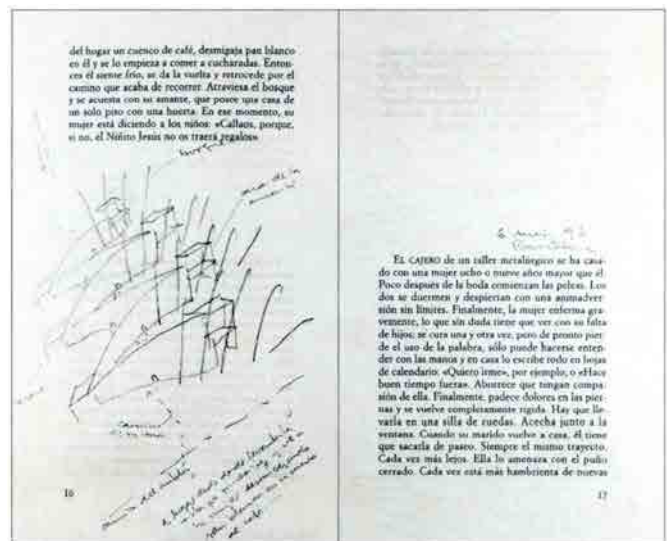 del hogar un cuenco de café, desmigaja pan blanco
en él y se lo empieza a comer a cucharadas. Enton-
ces él siente frío, se da la vuelta y retrocede por el
camino que acaba de recorrer. Atraviesa el bosque
y se acuesta con su amante, que posee una casa de
un solo piso con una huerta. En ese momento, su
mujer está diciendo a los niños: «Callaos, porque,
si no, el Niñito Jesús no os traerá regalos».
16
EL CAJERO de un taller metalúrgico se ha casa-
do con una mujer ocho o nueve años mayor que él.
Poco después de la boda comienzan las peleas. Los
dos se duermen y despiertan con una animadver-
sión sin límites. Finalmente, la mujer enferma gra-
vemente, lo que sin duda tiene que ver con su falta
de hijos; se cura una y otra vez, pero de pronto pier-
de el uso de la palabra, sólo puede hacerse enten-
der con las manos y en casa lo escribe todo en hojas
de calendario: «Quiero irme», por ejemplo, o «Hace
buen tiempo fuera». Aborrece que tengan compa-
sión de ella. Finalmente, padece dolores en las pier-
nas y se vuelve completamente rígida. Hay que lle-
varla en una silla de ruedas. Acecha junto a la
ventana. Cuando su marido vuelve a casa, él tiene
que sacarla de paseo. Siempre el mismo trayecto.
Cada vez más lejos. Ella lo amenaza con el puño
cerrado. Cada vez está más hambrienta de nuevas
17